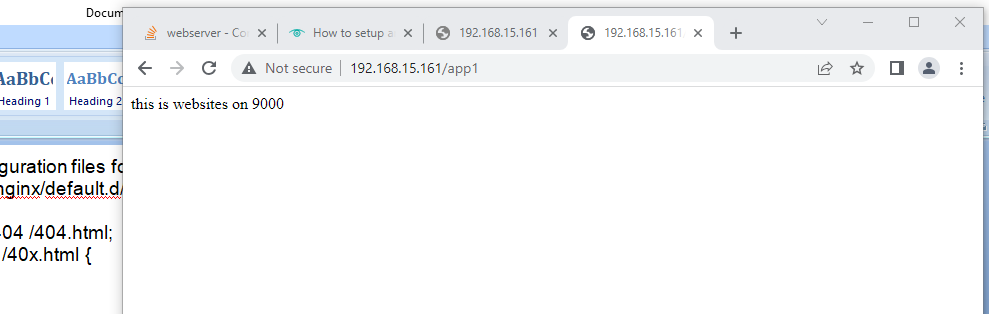 Docum
webserver - Co
How to setup a
192.168.15.161
192.168.15.161
Not secure
192.168.15.161/app1
AaBbC
AaBbCc
Heading 1
Heading 2
this is websites on 9000
guration files fo
nginx/default.d/
404 /404.html;
/40x.html {